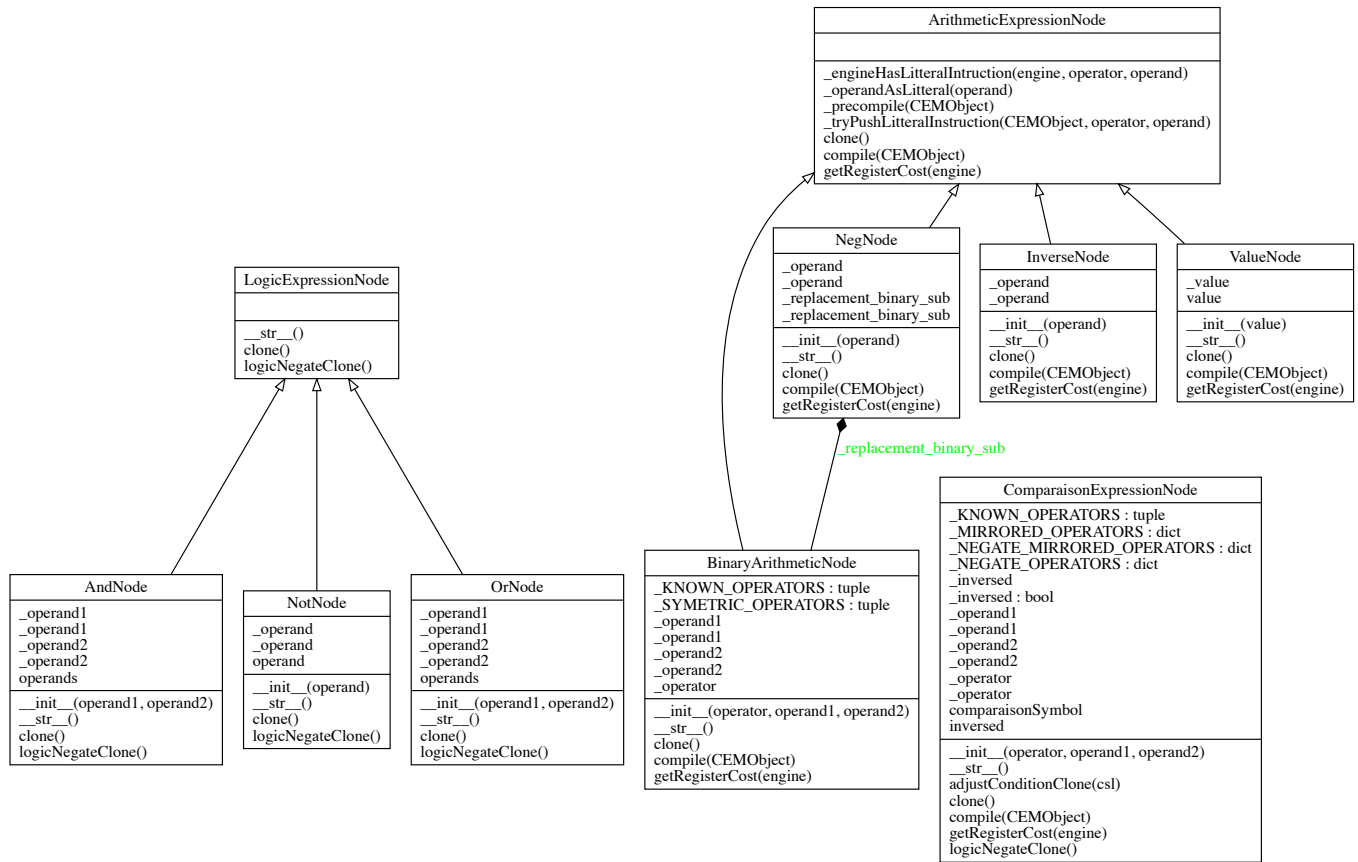 ArithmeticExpressionNode
_engineHasLitteralIntruction(engine, operator, operand)
_operandAsLitteral(operand)
_precompile(CEMObject)
_tryPushLitteralInstruction(CEMObject, operator, operand)
clone()
compile(CEMObject)
getRegisterCost(engine)
NegNode
_operand
_operand
_replacement_binary_sub
_replacement_binary_sub
__init__(operand)
__str__()
clone()
compile(CEMObject)
getRegisterCost(engine)
InverseNode
_operand
_operand
__init__(operand)
__str__()
clone()
compile(CEMObject)
getRegisterCost(engine)
ValueNode
_value
value
__init__(value)
__str__()
clone()
compile(CEMObject)
getRegisterCost(engine)
LogicExpressionNode
__str__()
clone()
logicNegateClone()
_replacement_binary_sub
AndNode
_operand1
_operand1
_operand2
_operand2
operands
__init__(operand1, operand2)
__str__()
clone()
logicNegateClone()
NotNode
_operand
_operand
operand
__init__(operand)
__str__()
clone()
logicNegateClone()
OrNode
_operand1
_operand1
_operand2
_operand2
operands
__init__(operand1, operand2)
__str__()
clone()
logicNegateClone()
BinaryArithmeticNode
_KNOWN_OPERATORS : tuple
_SYMETRIC_OPERATORS : tuple
_operand1
_operand1
_operand2
_operand2
_operator
__init__(operator, operand1, operand2)
__str__()
clone()
compile(CEMObject)
getRegisterCost(engine)
ComparaisonExpressionNode
_KNOWN_OPERATORS : tuple
_MIRRORED_OPERATORS : dict
_NEGATE_MIRRORED_OPERATORS : dict
_NEGATE_OPERATORS : dict
_inversed
_inversed : bool
_operand1
_operand1
_operand2
_operand2
_operator
_operator
comparaisonSymbol
inversed
__init__(operator, operand1, operand2)
__str__()
adjustConditionClone(csl)
clone()
compile(CEMObject)
getRegisterCost(engine)
logicNegateClone()